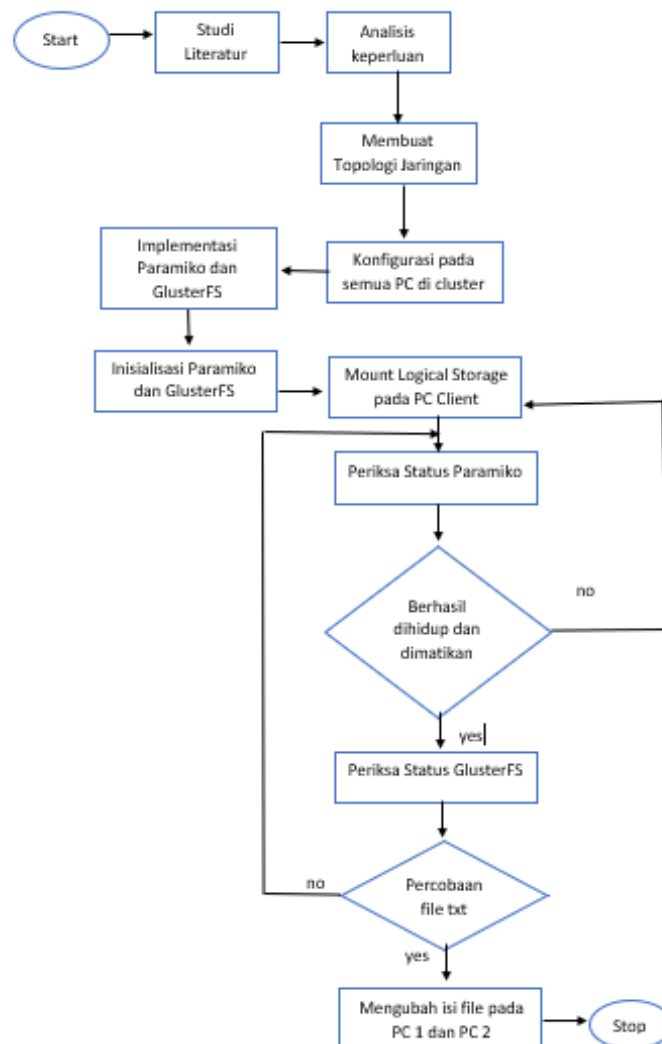 Start
Studi
Literatur
Analisis
keperluan
Membuat
Topologi Jaringan
Implementasi
Paramiko dan
GlusterFS
Konfigurasi pada
semua PC di cluster
Inisialisasi Paramiko
dan GlusterFS
Mount Logical Storage
pada PC Client
Periksa Status Paramiko
Berhasil
dihidup dan
dimatikan
no
yes
Periksa Status GlusterFS
Percobaan
file txt
no
yes
Mengubah isi file pada
PC 1 dan PC 2
Stop